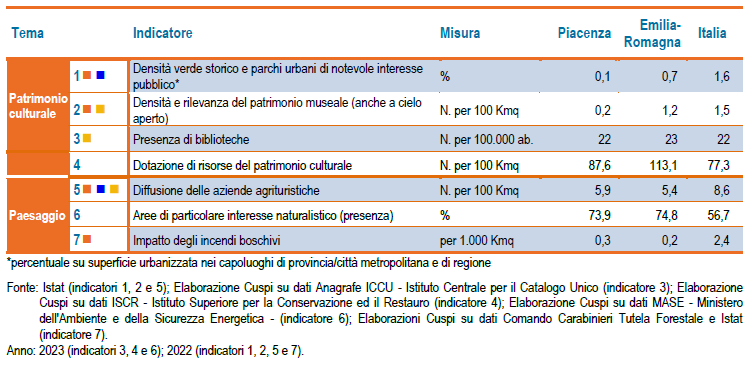 Tema Indicatore Misura Piacenza Emilia-Romagna Italia
Patrimonio culturale
1 Densità verde storico e parchi urbani di notevole interesse pubblico* % 0,1 0,7 1,6
2 Densità e rilevanza del patrimonio museale (anche a cielo aperto) N. per 100 Kmq 0,2 1,2 1,5
3 Presenza di biblioteche N. per 100.000 ab. 22 23 22
4 Dotazione di risorse del patrimonio culturale N. per 100 Kmq 87,6 113,1 77,3
Paesaggio
5 Diffusione delle aziende agrituristiche N. per 100 Kmq 5,9 5,4 8,6
6 Aree di particolare interesse naturalistico (presenza) % 73,9 74,8 56,7
7 Impatto degli incendi boschivi per 1.000 Kmq 0,3 0,2 2,4
*percentuale su superficie urbanizzata nei capoluoghi di provincia/città metropolitana e di regione
Fonte: Istat (indicatori 1, 2 e 5); Elaborazione Cuspi su dati Anagrafe ICCU - Istituto Centrale per il Catalogo Unico (indicatore 3); Elaborazione
Cuspi su dati ISCR - Istituto Superiore per la Conservazione ed il Restauro (indicatore 4); Elaborazione Cuspi su dati MASE - Ministero
dell'Ambiente e della Sicurezza Energetica - (indicatore 6); Elaborazioni Cuspi su dati Comando Carabinieri Tutela Forestale e Istat
(indicatore 7).
Anno: 2023 (indicatori 3, 4 e 6); 2022 (indicatori 1, 2, 5 e 7).